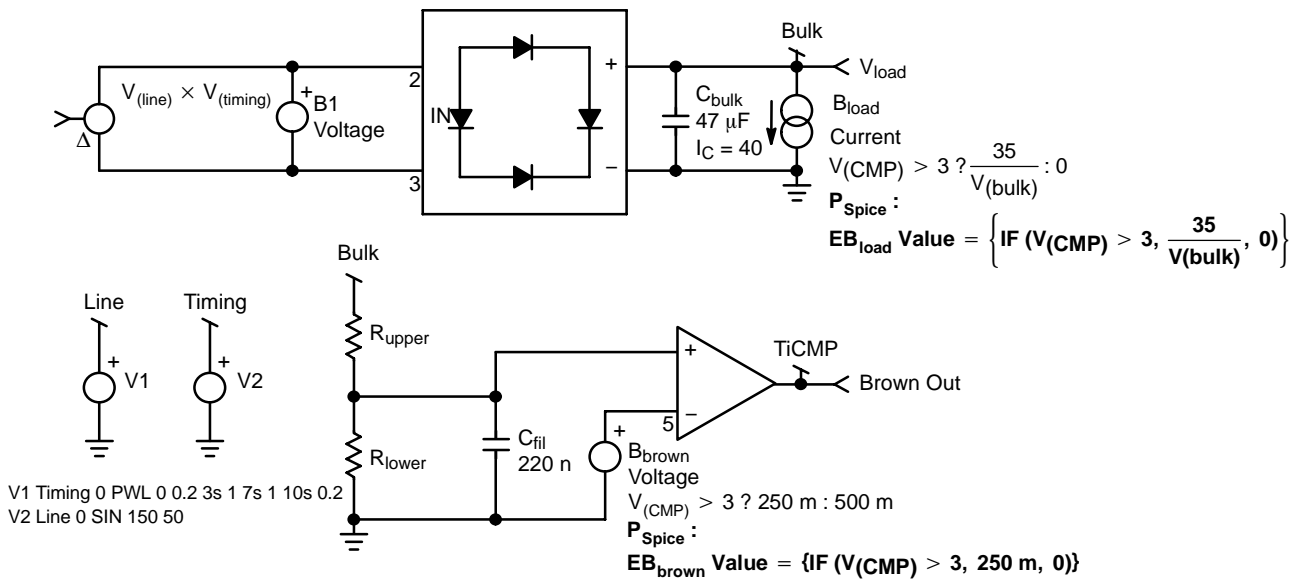 Bulk
V(line) × V(timing)
+
B1
Voltage
Δ
2
3
IN
+
−
Cbulk
47 μF
IC = 40
Vload
Bload
Current
V(CMP) > 3 ? 35/V(bulk) : 0
PSpice :
EBload Value = {IF (V(CMP) > 3, 35/V(bulk), 0)}
Line
+
V1
Timing
+
V2
V1 Timing 0 PWL 0 0.2 3s 1 7s 1 10s 0.2
V2 Line 0 SIN 150 50
Bulk
Rupper
Rlower
Cfil
220 n
+
−
5
TiCMP
Brown Out
+
Bbrown
Voltage
V(CMP) > 3 ? 250 m : 500 m
PSpice :
EBbrown Value = {IF (V(CMP) > 3, 250 m, 0)}